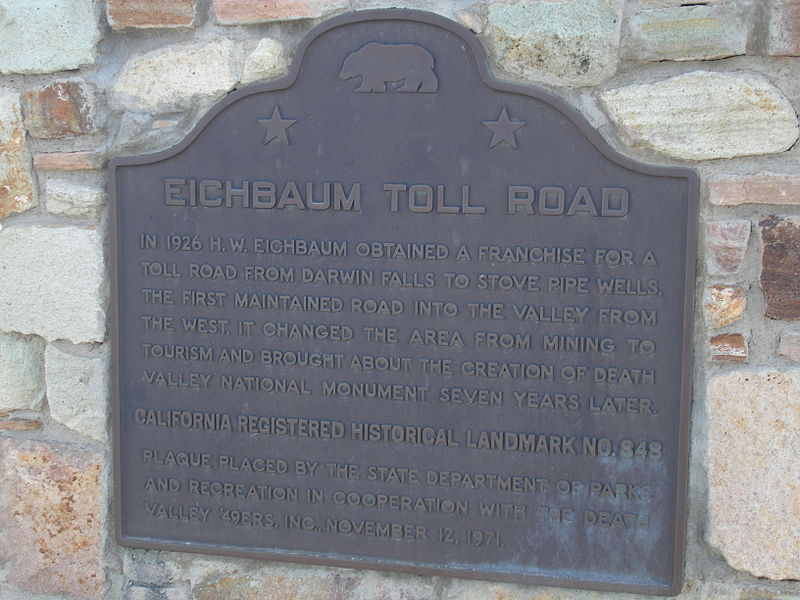 EICHBAUM TOLL ROAD
IN 1926 H. W. EICHBAUM OBTAINED A FRANCHISE FOR A
TOLL ROAD FROM DARWIN FALLS TO STOVE PIPE WELLS,
THE FIRST MAINTAINED ROAD INTO THE VALLEY FROM
THE WEST. IT CHANGED THE AREA FROM MINING TO
TOURISM AND BROUGHT ABOUT THE CREATION OF DEATH
VALLEY NATIONAL MONUMENT SEVEN YEARS LATER.
CALIFORNIA REGISTERED HISTORICAL LANDMARK NO. 848
PLAQUE PLACED BY THE STATE DEPARTMENT OF PARKS
AND RECREATION IN COOPERATION WITH THE DEATH
VALLEY '49ERS, INC., NOVEMBER 12, 1971.